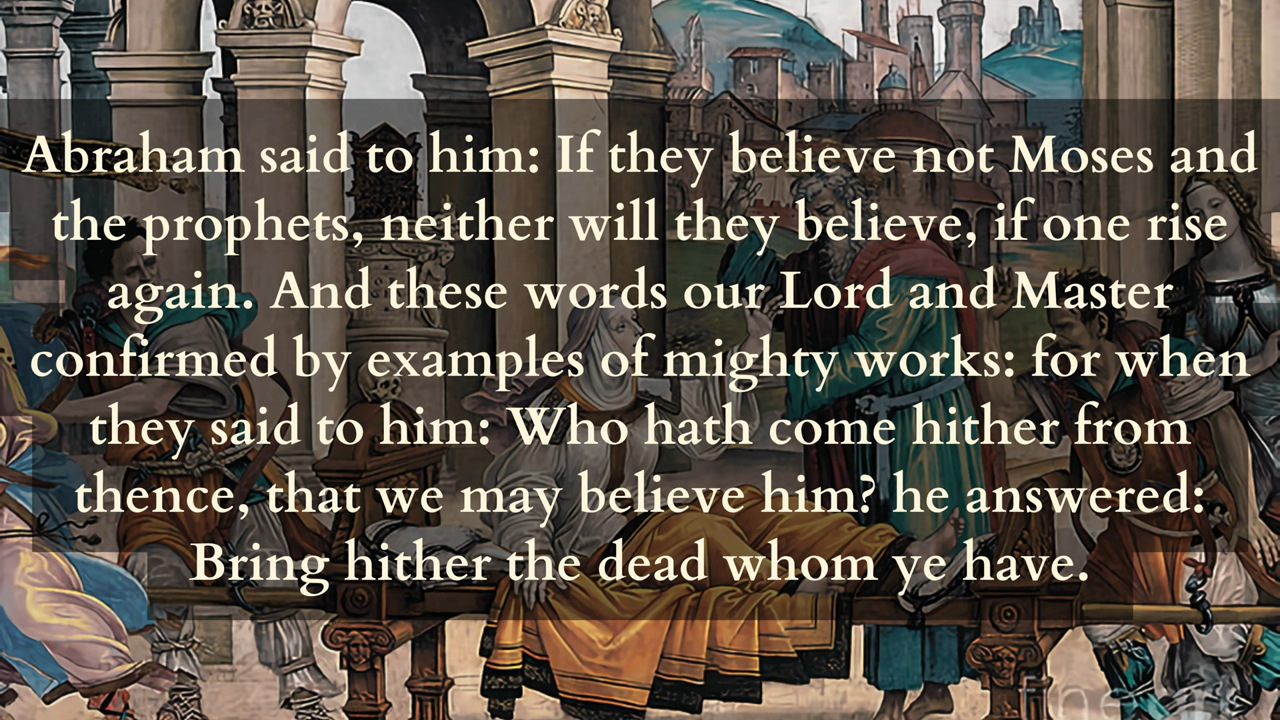 Abraham said to him: If they believe not Moses and
the prophets, neither will they believe, if one rise
again. And these words our Lord and Master
confirmed by examples of mighty works: for when
they said to him: Who hath come hither from
thence, that we may believe him? he answered:
Bring hither the dead whom ye have.